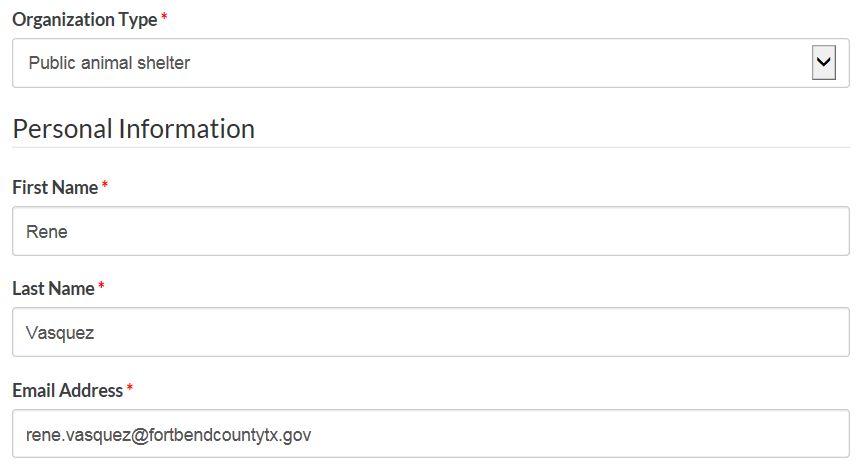 Organization Type *
Public animal shelter
Personal Information
First Name *
Rene
Last Name *
Vasquez
Email Address *
rene.vasquez@fortbendcountytx.gov